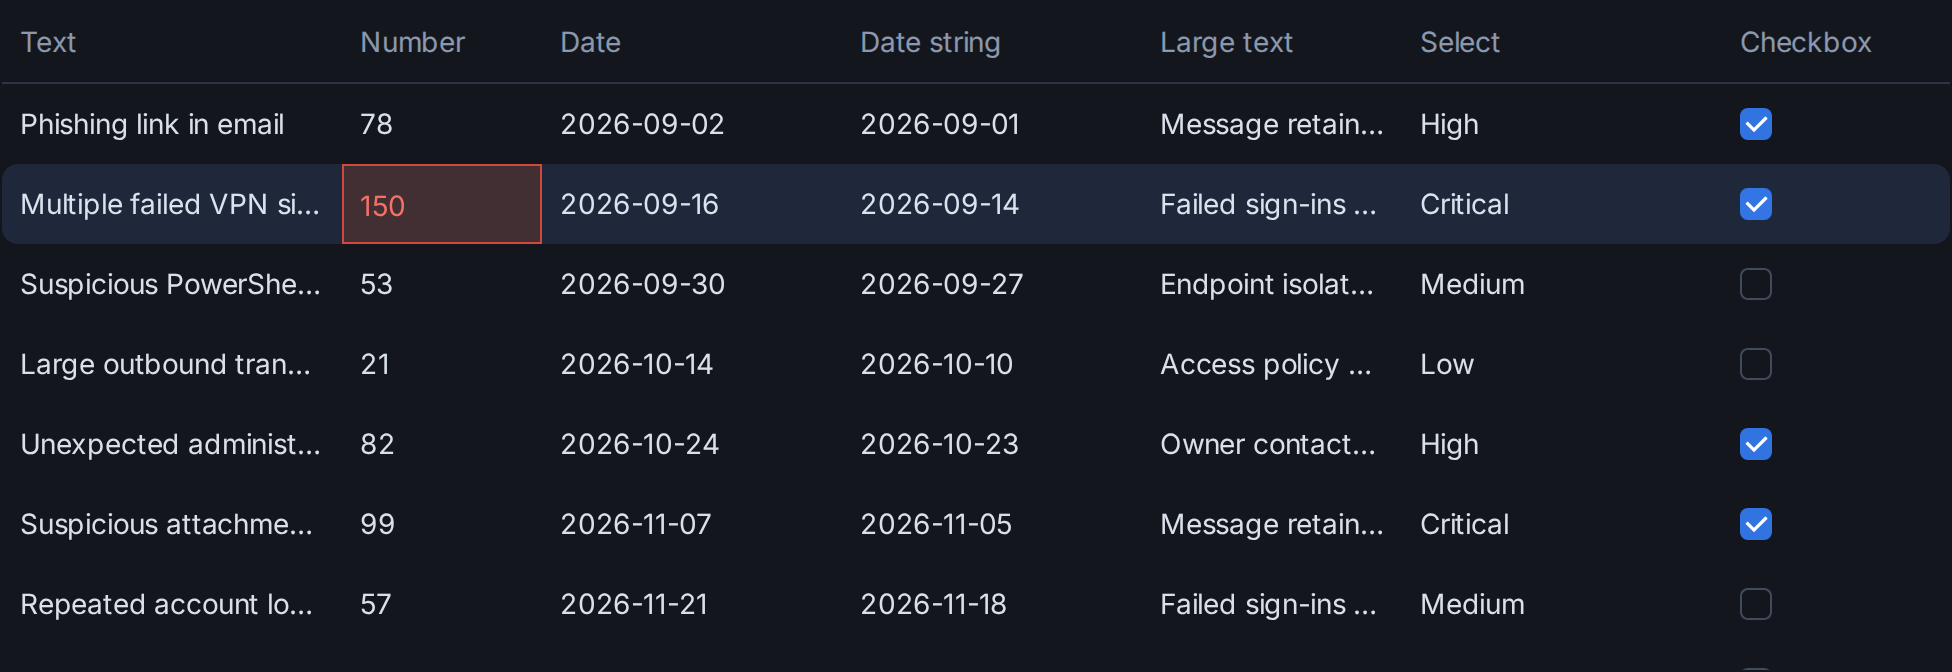 Text Number Date Date string Large text Select Checkbox
Phishing link in email 78 2026-09-02 2026-09-01 Message retain... High
Multiple failed VPN si... 150 2026-09-16 2026-09-14 Failed sign-ins ... Critical
Suspicious PowerShe... 53 2026-09-30 2026-09-27 Endpoint isolat... Medium
Large outbound tran... 21 2026-10-14 2026-10-10 Access policy ... Low
Unexpected administ... 82 2026-10-24 2026-10-23 Owner contact... High
Suspicious attachme... 99 2026-11-07 2026-11-05 Message retain... Critical
Repeated account lo... 57 2026-11-21 2026-11-18 Failed sign-ins ... Medium